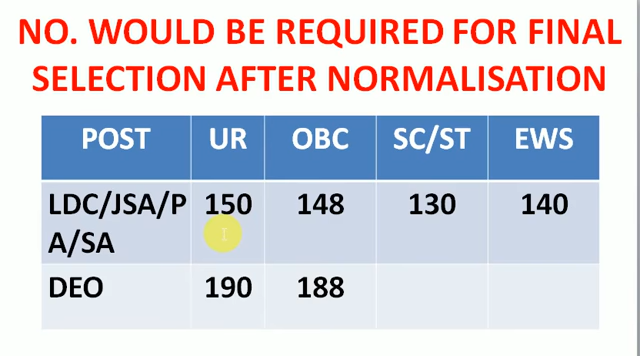 NO. WOULD BE REQUIRED FOR FINAL
SELECTION AFTER NORMALISATION
POST UR OBC SC/ST EWS
LDC/JSA/P 150 148 130 140
A/SA
DEO 190 188